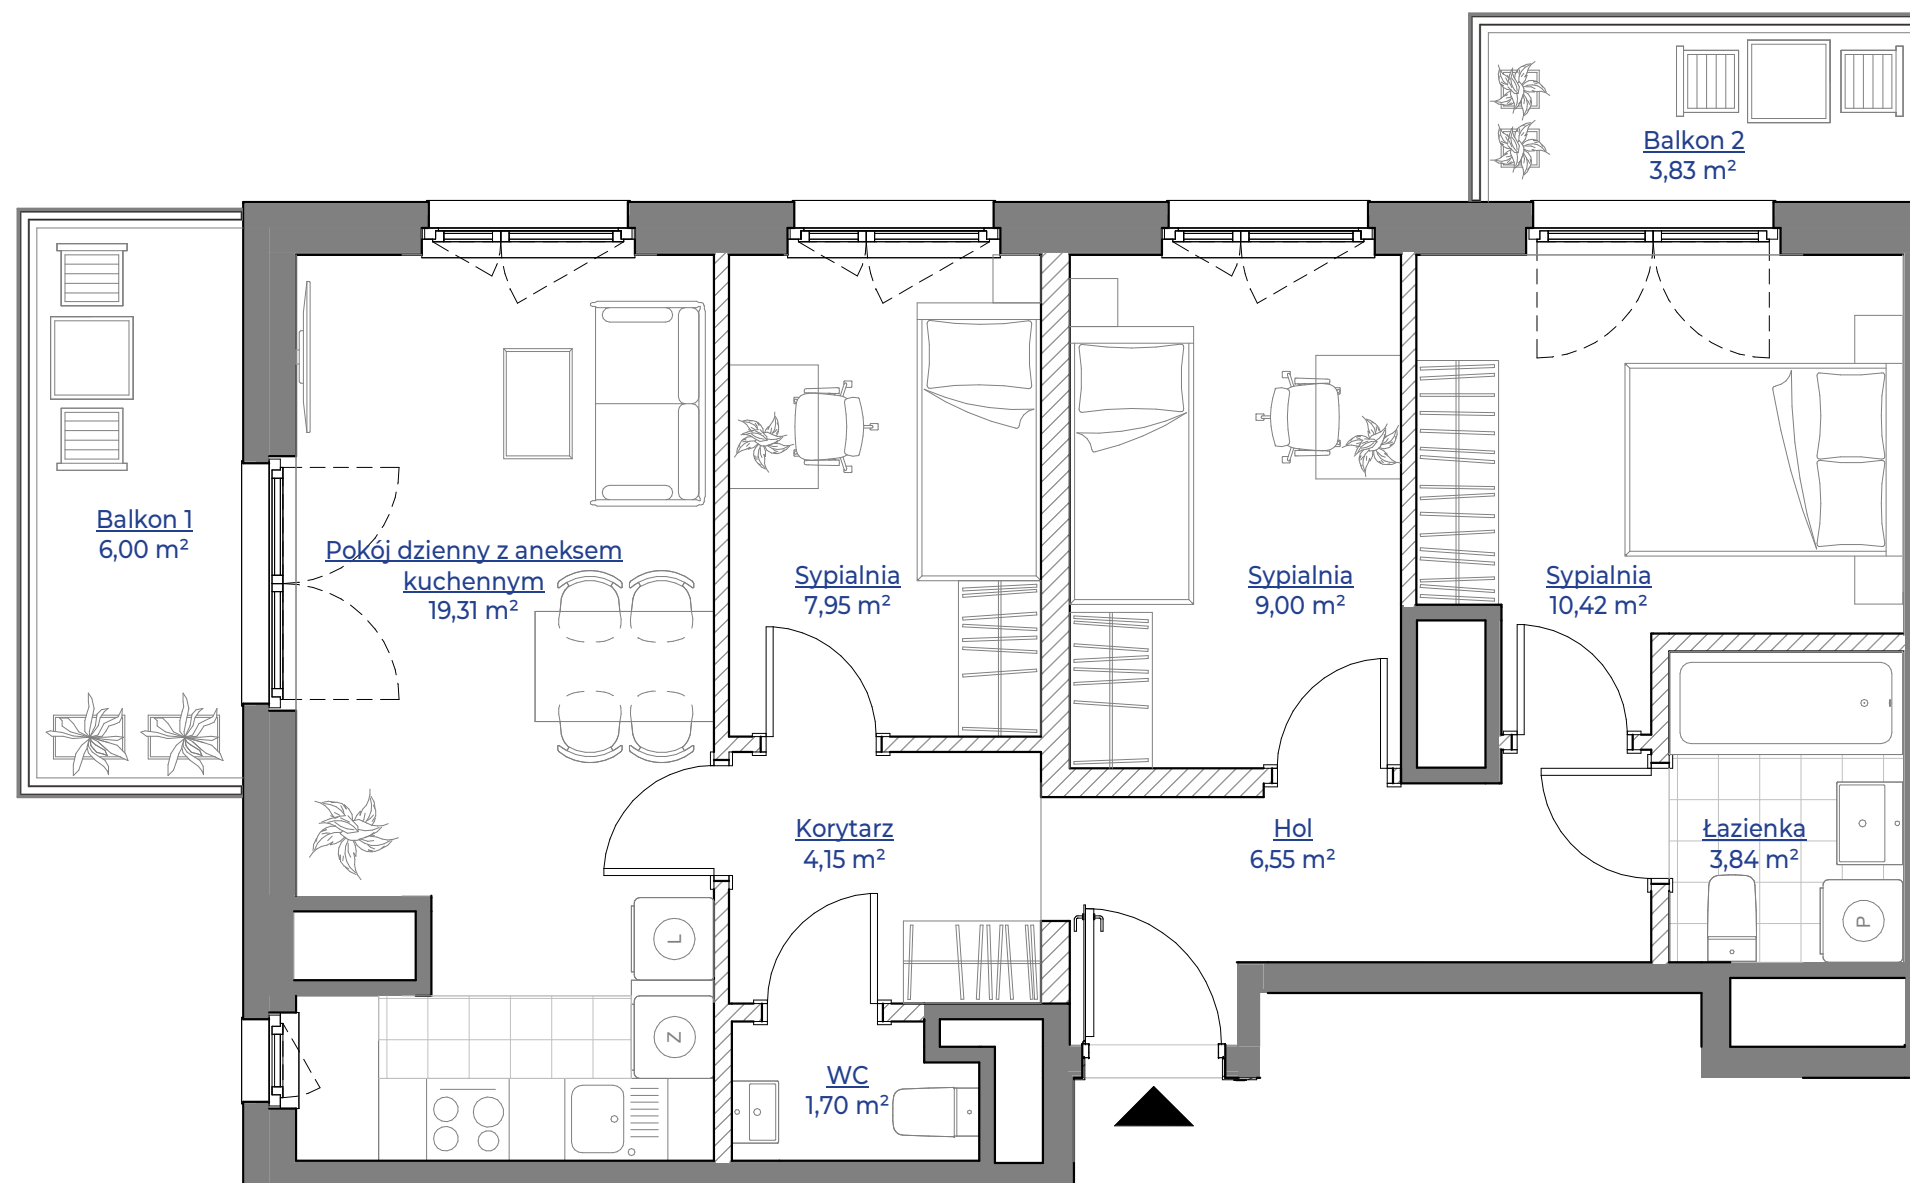 Balkon 2
3,83 m²
Balkon 1
6,00 m²
Pokój dzienny z aneksem
kuchennym
19,31 m²
Sypialnia
7,95 m²
Sypialnia
9,00 m²
Sypialnia
10,42 m²
Korytarz
4,15 m²
Hol
6,55 m²
Łazienka
3,84 m²
L
P
Z
WC
1,70 m²